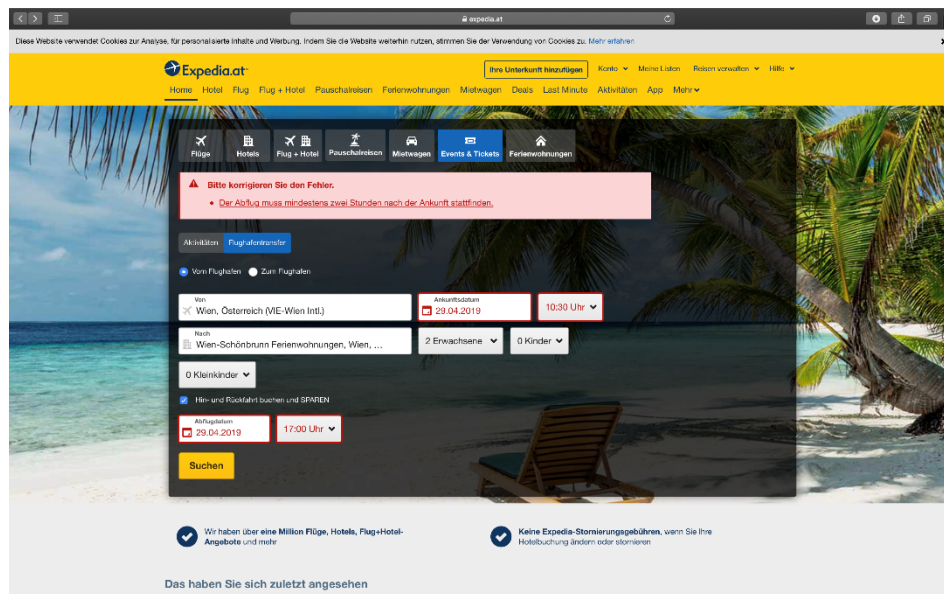 expedia.at
Diese Website verwendet Cookies zur Analyse, für personalisierte Inhalte und Werbung. Indem Sie die Website weiterhin nutzen, stimmen Sie der Verwendung von Cookies zu. Mehr erfahren
Expedia.at
Ihre Unterkunft hinzufügen Konto Meine Listen Reisen verwalten Hilfe
Home Hotel Flug Flug + Hotel Pauschalreisen Ferienwohnungen Mietwagen Deals Last Minute Aktivitäten App Mehr
Flüge Hotels Flug + Hotel Pauschalreisen Mietwagen Events & Tickets Ferienwohnungen
Bitte korrigieren Sie den Fehler.
• Der Abflug muss mindestens zwei Stunden nach der Ankunft stattfinden.
Aktivitäten Flughafentransfer
Vom Flughafen Zum Flughafen
Von Ankunftsdatum
Wien, Österreich (VIE-Wien Intl.) 29.04.2019 10:30 Uhr
Nach
Wien-Schönbrunn Ferienwohnungen, Wien, ... 2 Erwachsene 0 Kinder
0 Kleinkinder
Hin- und Rückfahrt buchen und SPAREN
Abflugdatum
29.04.2019 17:00 Uhr
Suchen
Wir haben über eine Million Flüge, Hotels, Flug+Hotel-
Angebote und mehr
Keine Expedia-Stornierungsgebühren, wenn Sie Ihre
Hotelbuchung ändern oder stornieren
Das haben Sie sich zuletzt angesehen